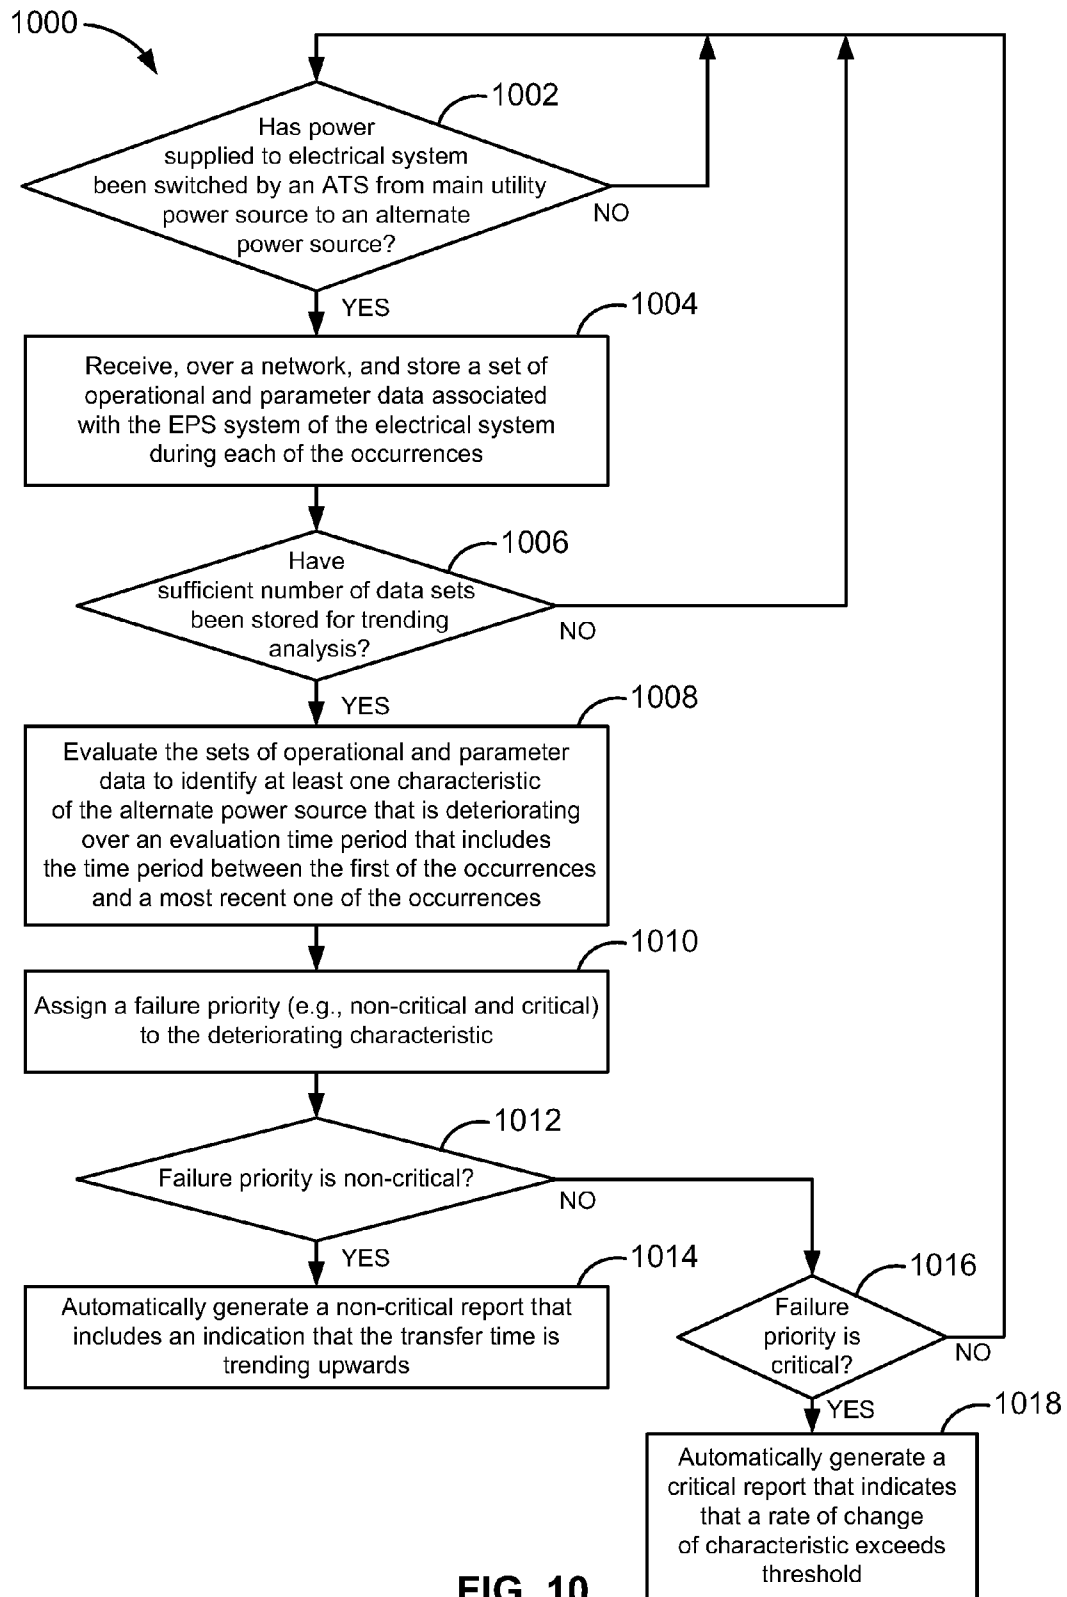 1000
1002
Has power
supplied to electrical system
been switched by an ATS from main utility
power source to an alternate
power source?
NO
YES
1004
Receive, over a network, and store a set of
operational and parameter data associated
with the EPS system of the electrical system
during each of the occurrences
1006
Have
sufficient number of data sets
been stored for trending
analysis?
NO
YES
1008
Evaluate the sets of operational and parameter
data to identify at least one characteristic
of the alternate power source that is deteriorating
over an evaluation time period that includes
the time period between the first of the occurrences
and a most recent one of the occurrences
1010
Assign a failure priority (e.g., non-critical and critical)
to the deteriorating characteristic
1012
Failure priority is non-critical?
NO
YES
1014
Automatically generate a non-critical report that
includes an indication that the transfer time is
trending upwards
1016
Failure
priority is
critical?
NO
YES
1018
Automatically generate a
critical report that indicates
that a rate of change
of characteristic exceeds
threshold
FIG. 10